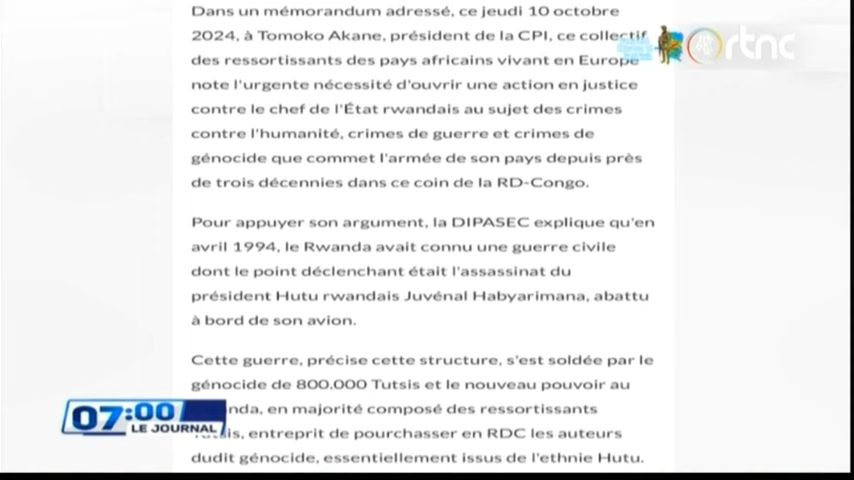 Dans un mémorandum adressé, ce jeudi 10 octobre
2024, à Tomoko Akane, président de la CPI, ce collectif
des ressortissants des pays africains vivant en Europe
note l'urgente nécessité d'ouvrir une action en justice
contre le chef de l'État rwandais au sujet des crimes
contre l'humanité, crimes de guerre et crimes de
génocide que commet l'armée de son pays depuis près
de trois décennies dans ce coin de la RD-Congo.
rtnc
Pour appuyer son argument, la DIPASEC explique qu'en
avril 1994, le Rwanda avait connu une guerre civile
dont le point déclenchant était l'assassinat du
président Hutu rwandais Juvénal Habyarimana, abattu
à bord de son avion.
Cette guerre, précise cette structure, s'est soldée par le
génocide de 800.000 Tutsis et le nouveau pouvoir au
nda, en majorité composé des ressortissants
is, entreprit de pourchasser en RDC les auteurs
dudit génocide, essentiellement issus de l'ethnie Hutu.
07:00
LE JOURNAL